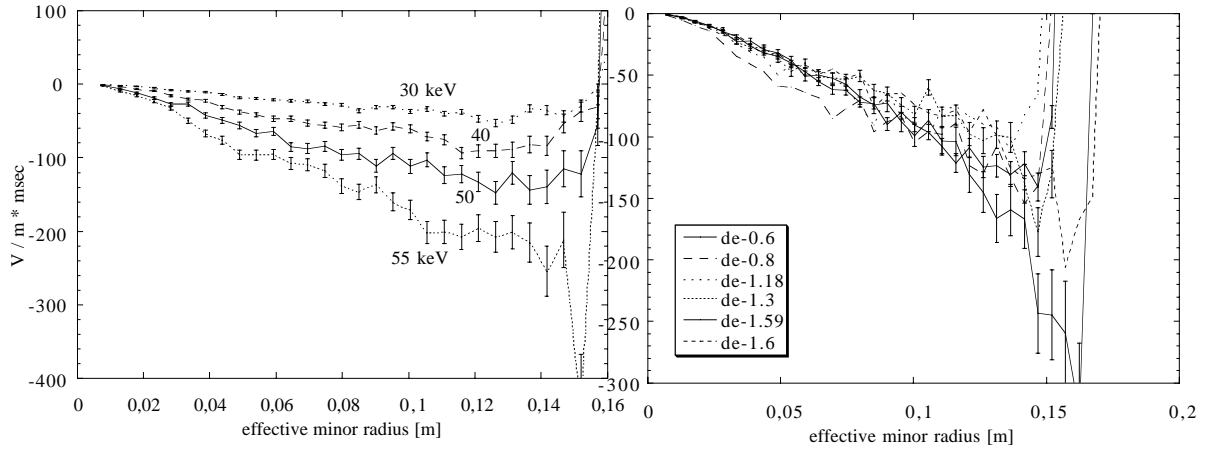 100
0
-100
-200
-300
-400
V / m * msec
30 keV
40
50
55 keV
0
0,02
0,04
0,06
0,08
0,1
0,12
0,14
0,16
effective minor radius [m]
0
-50
-100
-150
-200
-250
-300
de-0.6
de-0.8
de-1.18
de-1.3
de-1.59
de-1.6
0
0,05
0,1
0,15
0,2
effective minor radius [m]